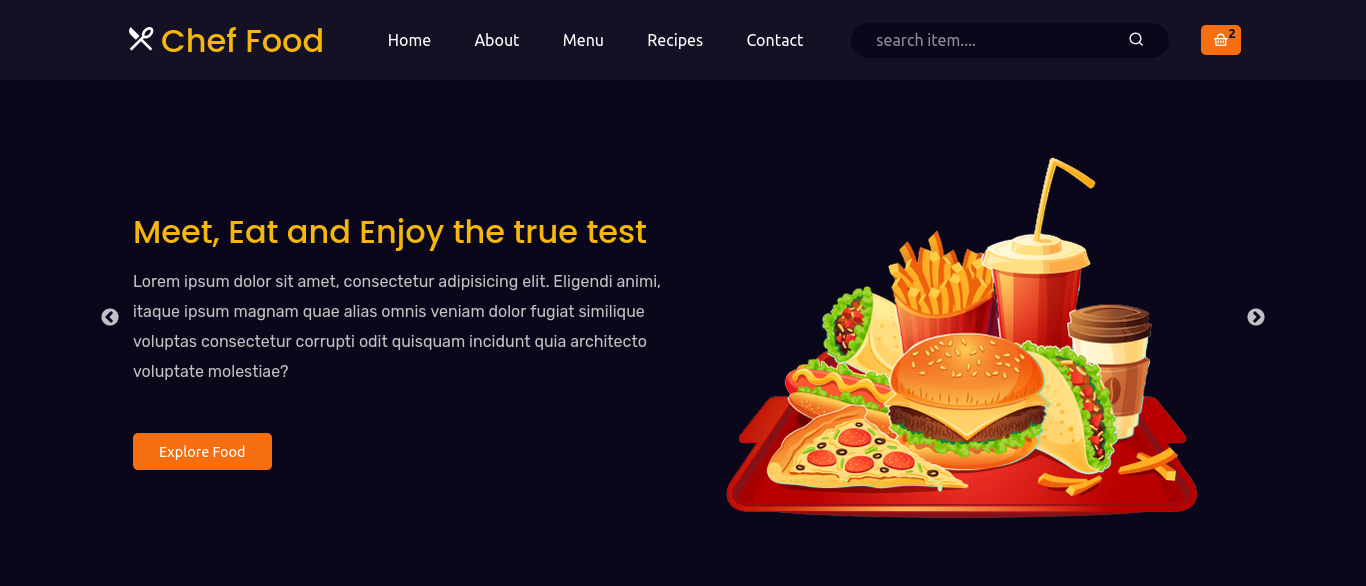 Chef Food
Home About Menu Recipes Contact search item.... 2
Meet, Eat and Enjoy the true test
Lorem ipsum dolor sit amet, consectetur adipisicing elit. Eligendi animi,
itaque ipsum magnam quae alias omnis veniam dolor fugiat similique
voluptas consectetur corrupti odit quisquam incidunt quia architecto
voluptate molestiae?
Explore Food